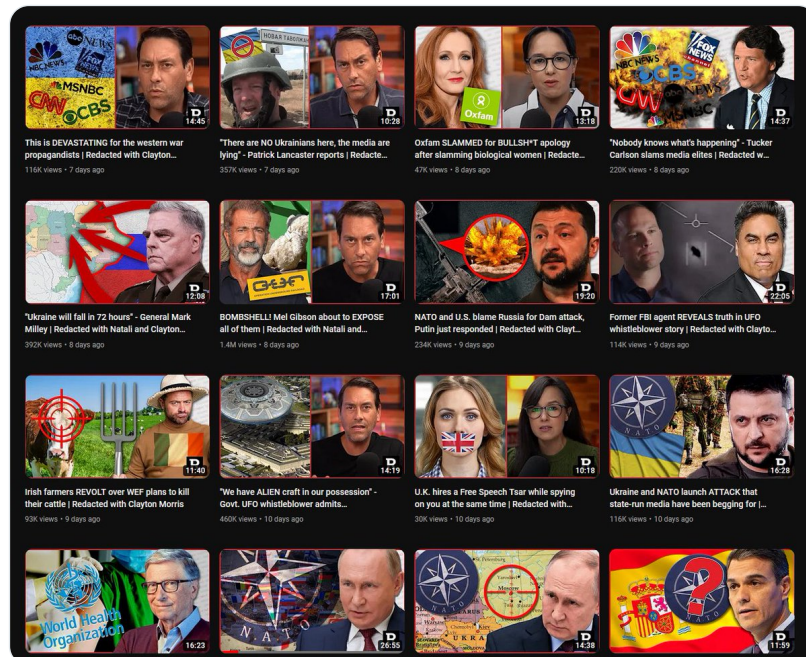 abc NEWS
NBC NEWS
MSNBC
CNN
CBS
14:45
НОВАЯ ТАВОЛЖАНКА
10:28
Oxfam
13:18
NBC NEWS
FOX NEWS
channel
CBS
abc NEWS
CNN
MSNBC
14:37
This is DEVASTATING for the western war
propagandists | Redacted with Clayton...
116K views • 7 days ago
"There are NO Ukrainians here, the media are
lying" - Patrick Lancaster reports | Redacte...
357K views • 7 days ago
Oxfam SLAMMED for BULLSH*T apology
after slamming biological women | Redacte...
47K views • 8 days ago
"Nobody knows what's happening" - Tucker
Carlson slams media elites | Redacted w...
220K views • 8 days ago
12:08
17:01
19:20
22:05
"Ukraine will fall in 72 hours" - General Mark
Milley | Redacted with Natali and Clayton...
392K views • 8 days ago
BOMBSHELL! Mel Gibson about to EXPOSE
all of them | Redacted with Natali and...
1.4M views • 8 days ago
NATO and U.S. blame Russia for Dam attack,
Putin just responded | Redacted with Clayt...
234K views • 9 days ago
Former FBI agent REVEALS truth in UFO
whistleblower story | Redacted with Clayto...
114K views • 9 days ago
11:40
14:19
10:18
NATO
16:28
Irish farmers REVOLT over WEF plans to kill
their cattle | Redacted with Clayton Morris
93K views • 9 days ago
"We have ALIEN craft in our possession" -
Govt. UFO whistleblower admits...
460K views • 10 days ago
U.K. hires a Free Speech Tsar while spying
on you at the same time | Redacted with...
30K views • 10 days ago
Ukraine and NATO launch ATTACK that
state-run media have been begging for |...
116K views • 10 days ago
World Health
Organization
16:23
NATO
26:55
NATO
Moscow
UKRA
14:38
NATO
?
11:59